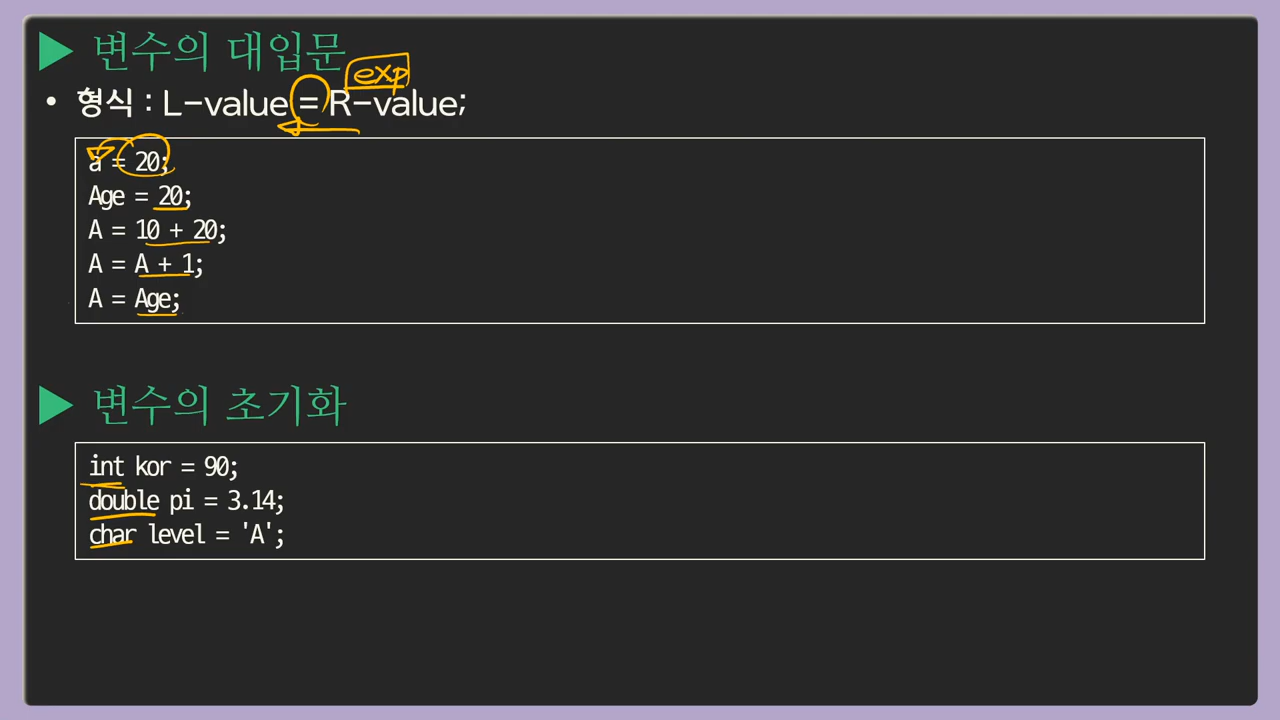 ▶ 변수의 대입문
exp
• 형식 : L-value = R-value;
a = 20;
Age = 20;
A = 10 + 20;
A = A + 1;
A = Age;
▶ 변수의 초기화
int kor = 90;
double pi = 3.14;
char level = 'A';